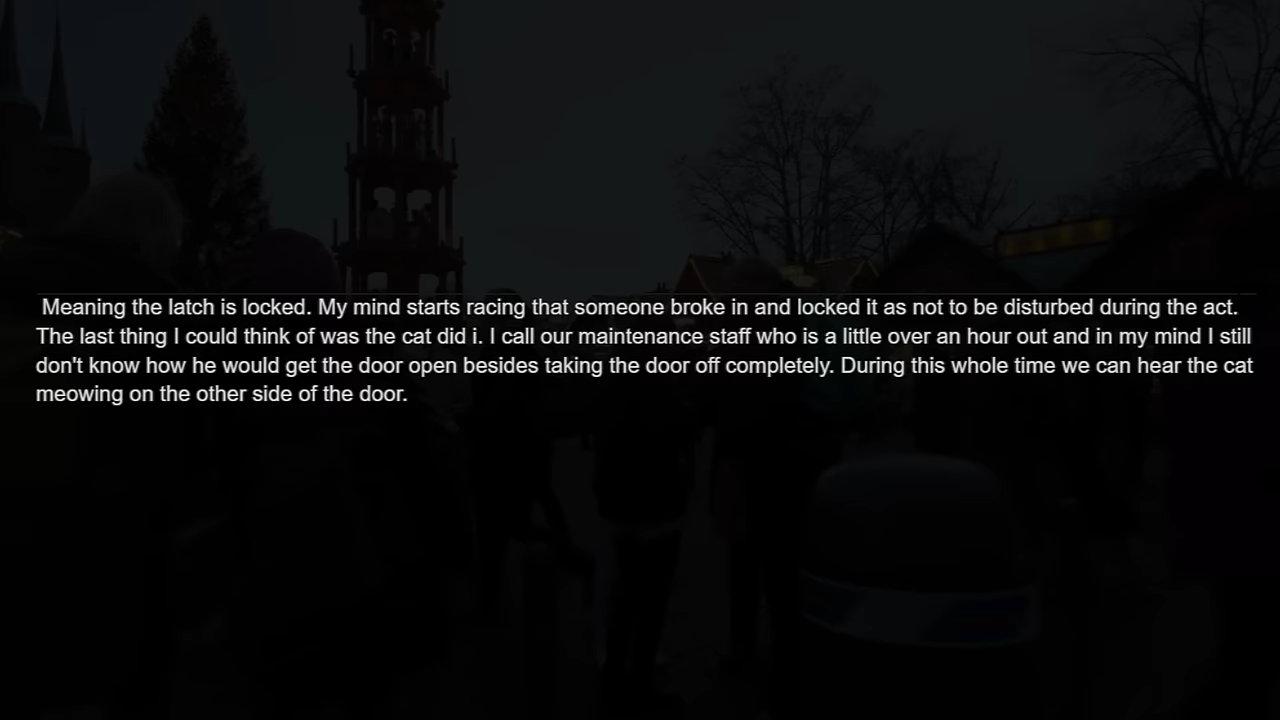 Meaning the latch is locked. My mind starts racing that someone broke in and locked it as not to be disturbed during the act.
The last thing I could think of was the cat did i. I call our maintenance staff who is a little over an hour out and in my mind I still
don't know how he would get the door open besides taking the door off completely. During this whole time we can hear the cat
meowing on the other side of the door.